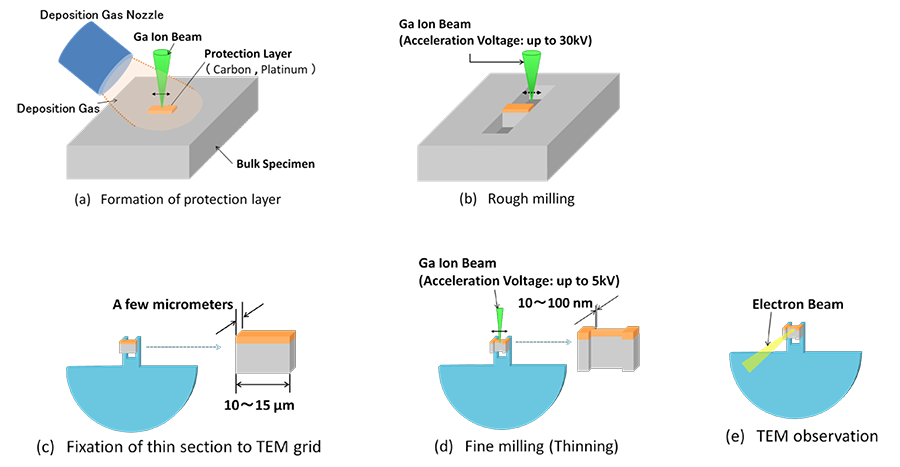 Deposition Gas Nozzle
Ga Ion Beam
Protection Layer
（Carbon , Platinum ）
Deposition Gas
Bulk Specimen
(a) Formation of protection layer
Ga Ion Beam
(Acceleration Voltage: up to 30kV)
(b) Rough milling
A few micrometers
10～15 μm
(c) Fixation of thin section to TEM grid
Ga Ion Beam
(Acceleration Voltage: up to 5kV)
10～100 nm
(d) Fine milling (Thinning)
Electron Beam
(e) TEM observation